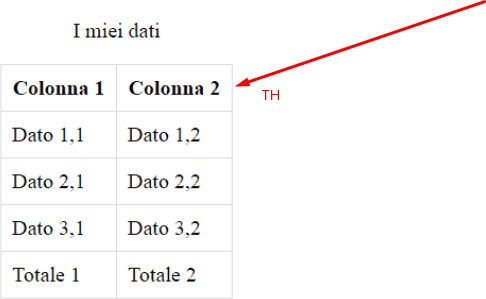 I miei dati
Colonna 1 Colonna 2
TH
Dato 1,1 Dato 1,2
Dato 2,1 Dato 2,2
Dato 3,1 Dato 3,2
Totale 1 Totale 2